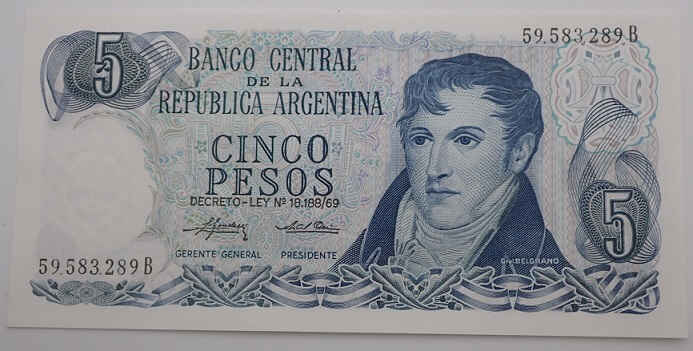 59.583.289 B
5
BANCO CENTRAL
DE LA
REPUBLICA ARGENTINA
CINCO
PESOS
DECRETO-LEY Nº 18.188/69
GERENTE GENERAL PRESIDENTE
5
G. M. BELGRANO
59.583.289 B